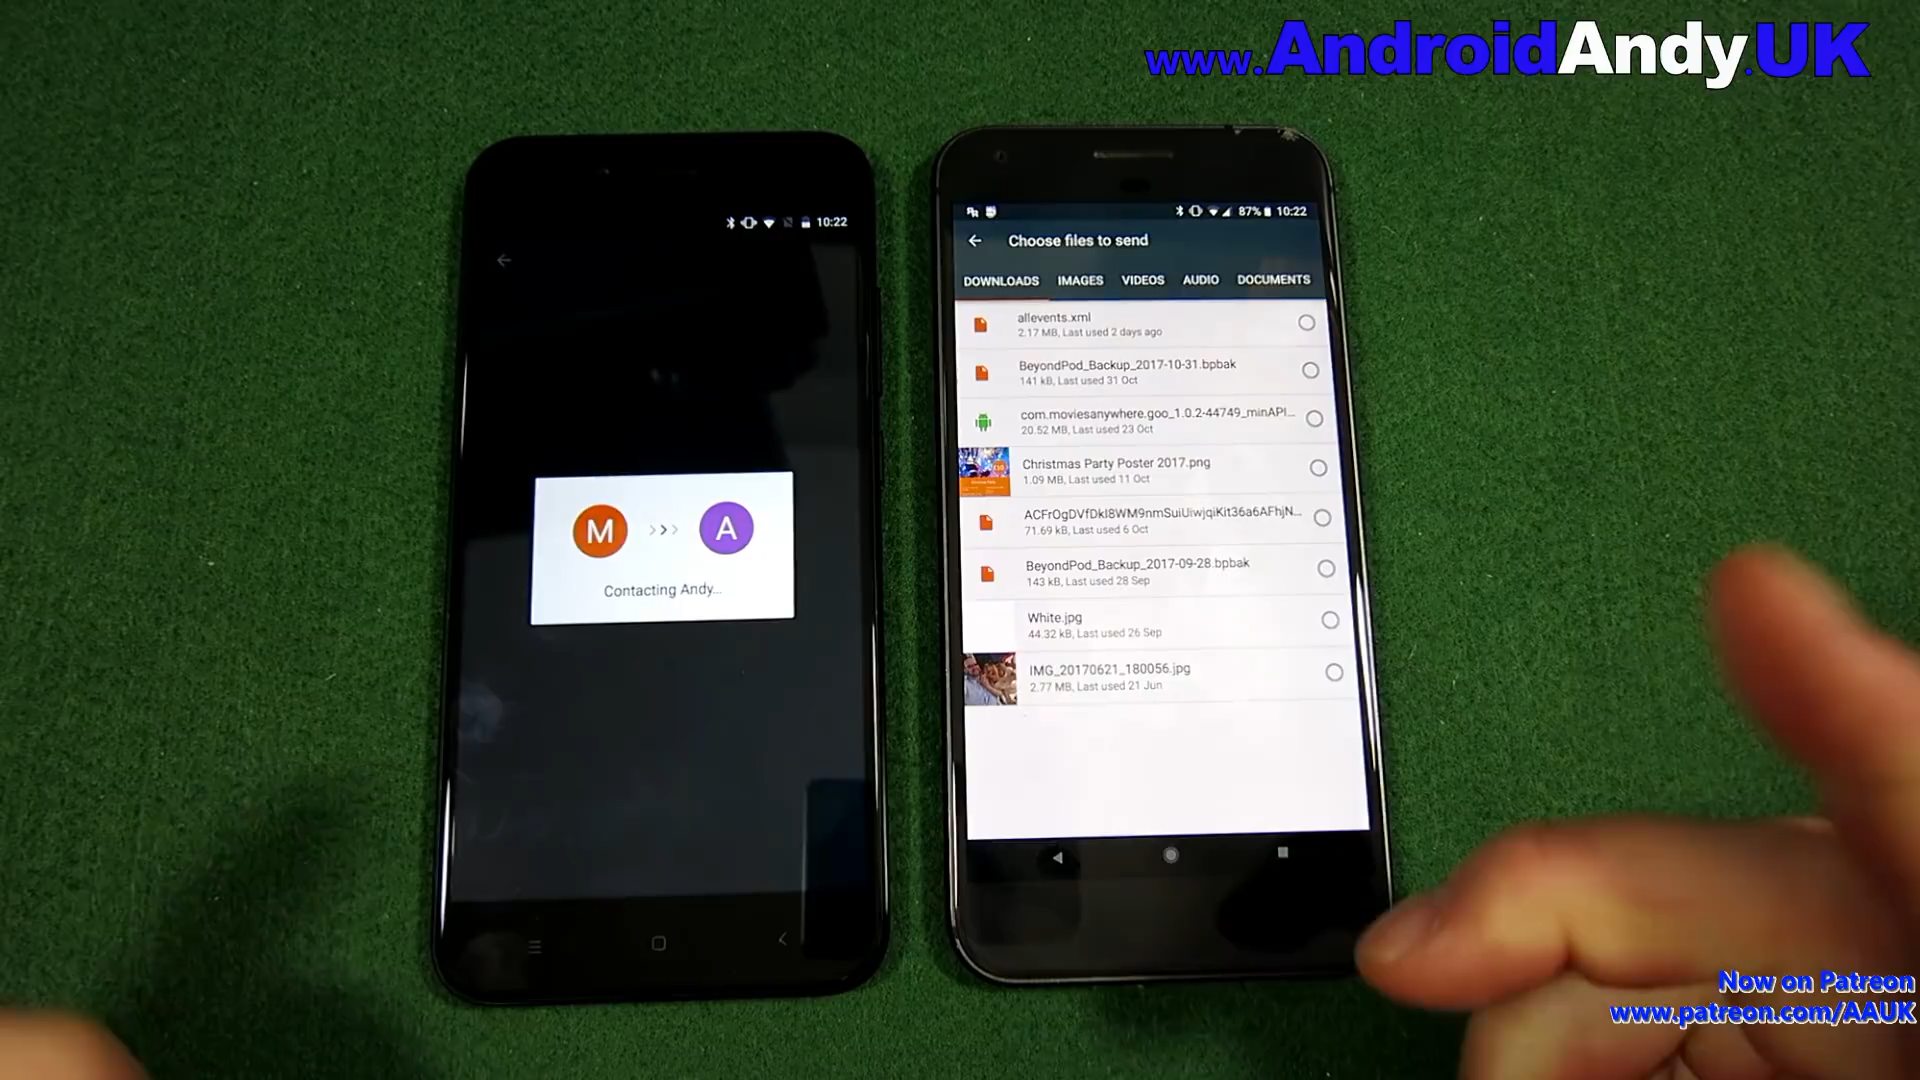 www.AndroidAndy.UK
10:22
M
A
Contacting Andy...
87% 10:22
Choose files to send
DOWNLOADS IMAGES VIDEOS AUDIO DOCUMENTS
allevents.xml
2.17 MB, Last used 2 days ago
BeyondPod_Backup_2017-10-31.bpbak
141 kB, Last used 31 Oct
com.moviesanywhere.goo_1.0.2-44749_minAPI...
20.52 MB, Last used 23 Oct
Christmas Party Poster 2017.png
1.09 MB, Last used 11 Oct
ACFrOgDVfDkl8WM9nmSuiUiwjqiKit36a6AFhjN...
71.69 kB, Last used 6 Oct
BeyondPod_Backup_2017-09-28.bpbak
143 kB, Last used 28 Sep
White.jpg
44.32 kB, Last used 26 Sep
IMG_20170621_180056.jpg
2.77 MB, Last used 21 Jun
Now on Patreon
www.patreon.com/AAUK